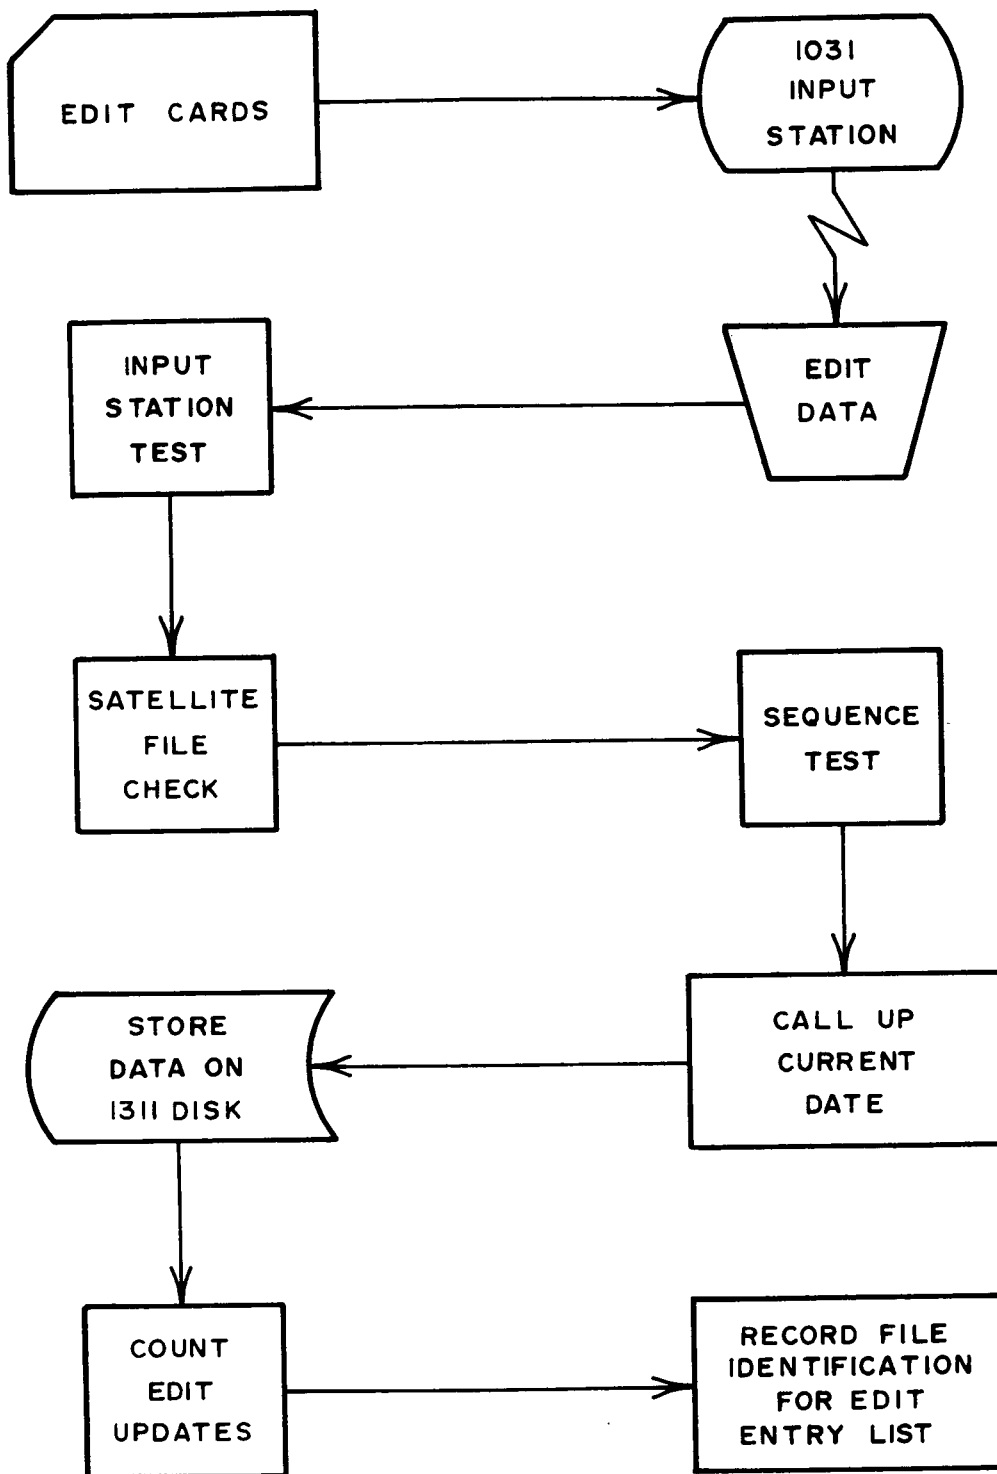 EDIT CARDS
1031
INPUT
STATION
EDIT
DATA
INPUT
STATION
TEST
SATELLITE
FILE
CHECK
SEQUENCE
TEST
CALL UP
CURRENT
DATE
STORE
DATA ON
1311 DISK
COUNT
EDIT
UPDATES
RECORD FILE
IDENTIFICATION
FOR EDIT
ENTRY LIST